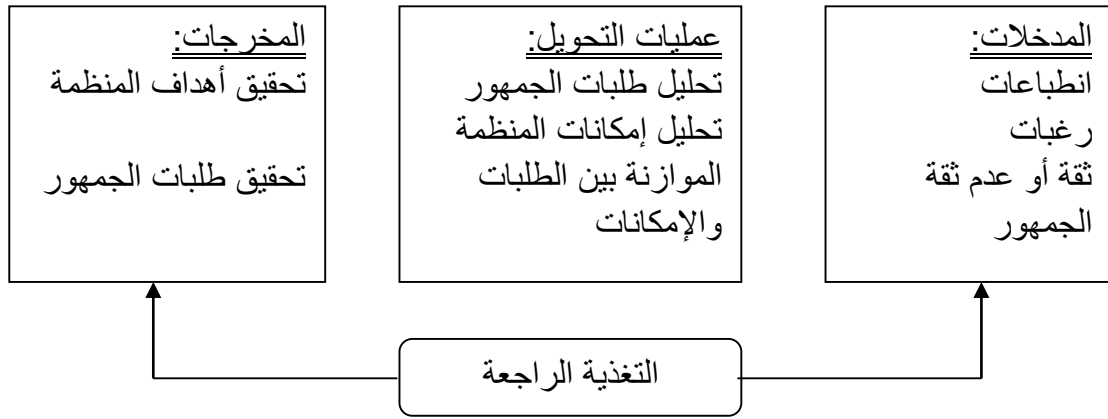 المدخلات:
انطباعات
رغبات
ثقة أو عدم ثقة
الجمهور
عمليات التحويل:
تحليل طلبات الجمهور
تحليل إمكانات المنظمة
الموازنة بين الطلبات
والإمكانات
المخرجات:
تحقيق أهداف المنظمة
تحقيق طلبات الجمهور
التغذية الراجعة